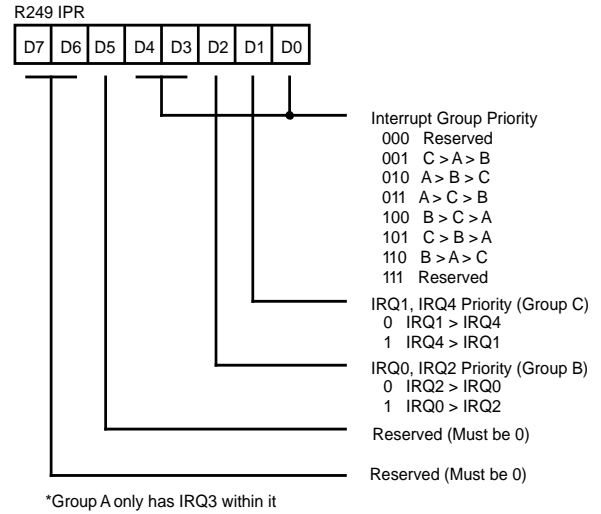 R249 IPR
D7 D6 D5 D4 D3 D2 D1 D0
Interrupt Group Priority
000 Reserved
001 C > A > B
010 A > B > C
011 A > C > B
100 B > C > A
101 C > B > A
110 B > A > C
111 Reserved
IRQ1, IRQ4 Priority (Group C)
0 IRQ1 > IRQ4
1 IRQ4 > IRQ1
IRQ0, IRQ2 Priority (Group B)
0 IRQ2 > IRQ0
1 IRQ0 > IRQ2
Reserved (Must be 0)
Reserved (Must be 0)
*Group A only has IRQ3 within it